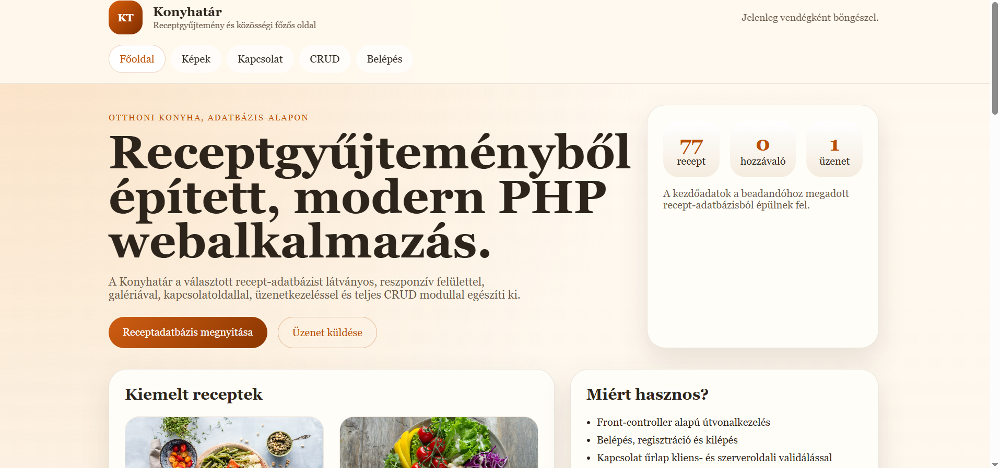 KT
Konyhatár
Receptgyűjtemény és közösségi főzős oldal
Jelenleg vendégként böngészel.
Főoldal
Képek
Kapcsolat
CRUD
Belépés
OTTHONI KONYHA, ADATBÁZIS-ALAPON
Receptgyűjteményből
épített, modern PHP
webalkalmazás.
A Konyhatár a választott recept-adatbázist látványos, reszponzív felülettel,
galériával, kapcsolatoldallal, üzenetkezeléssel és teljes CRUD modullal egészíti ki.
Receptadatbázis megnyitása
Üzenet küldése
77
recept
0
hozzávaló
1
üzenet
A kezdőadatok a beadandóhoz megadott
recept-adatbázisból épülnek fel.
Kiemelt receptek
Miért hasznos?
• Front-controller alapú útvonalkezelés
• Belépés, regisztráció és kilépés
• Kapcsolat űrlap kliens- és szerveroldali validálással